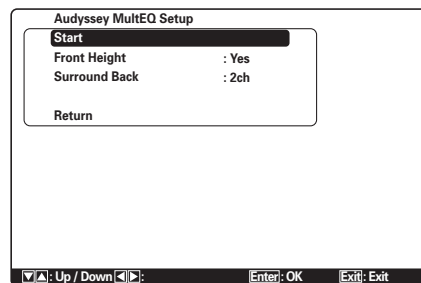 Audyssey MultEQ Setup
Start
Front Height : Yes
Surround Back : 2ch
Return
▼▲: Up / Down ◀▶: Enter: OK Exit: Exit